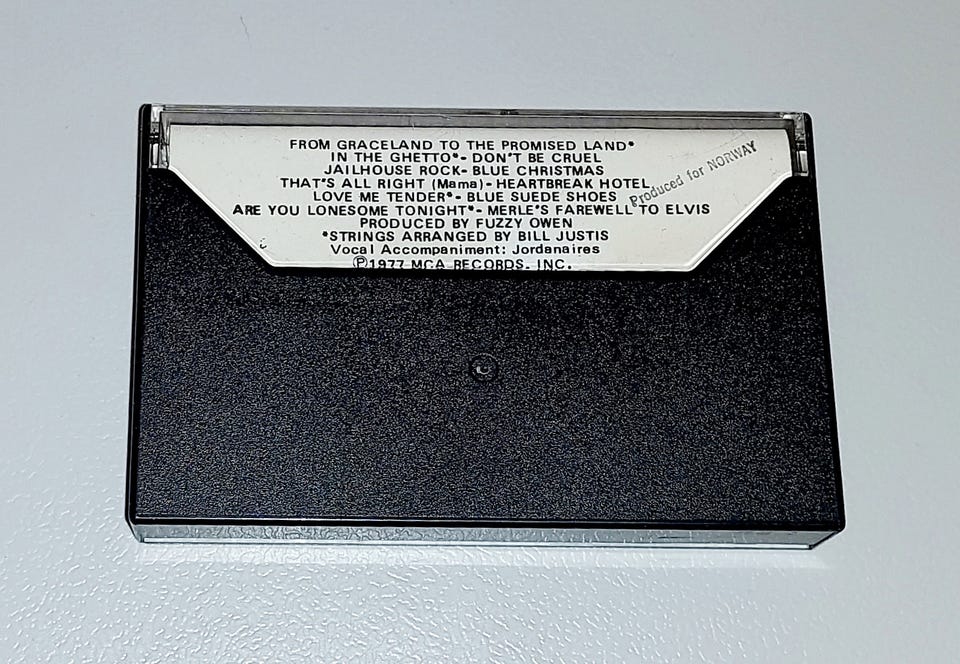 FROM GRACELAND TO THE PROMISED LAND*
IN THE GHETTO*- DON'T BE CRUEL
JAILHOUSE ROCK- BLUE CHRISTMAS
THAT'S ALL RIGHT (Mama)- HEARTBREAK HOTEL
LOVE ME TENDER*- BLUE SUEDE SHOES
ARE YOU LONESOME TONIGHT*- MERLE'S FAREWELL TO ELVIS
PRODUCED BY FUZZY OWEN
*STRINGS ARRANGED BY BILL JUSTIS
Vocal Accompaniment: Jordanaires
Ⓟ1977 MCA RECORDS, INC.
Produced for NORWAY